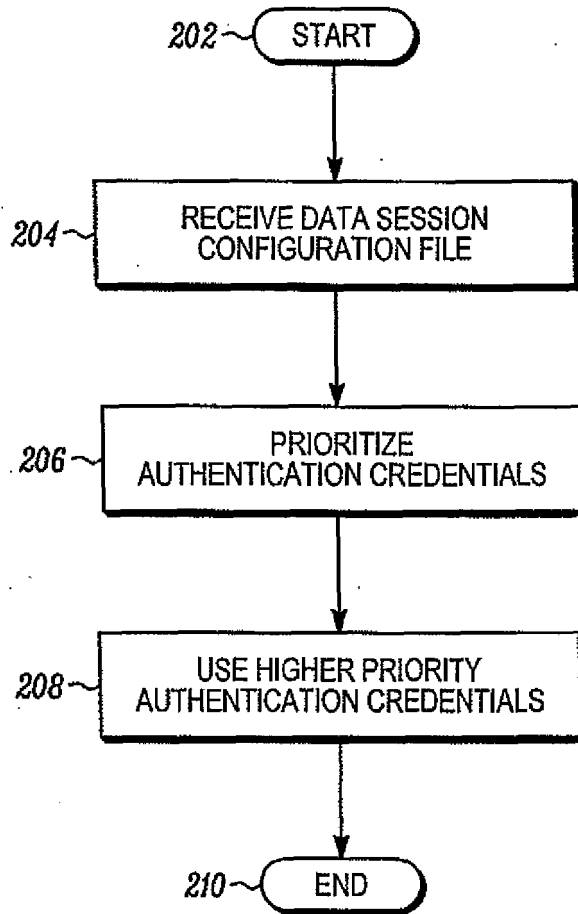 202 START
204 RECEIVE DATA SESSION
CONFIGURATION FILE
206 PRIORITIZE
AUTHENTICATION CREDENTIALS
208 USE HIGHER PRIORITY
AUTHENTICATION CREDENTIALS
210 END